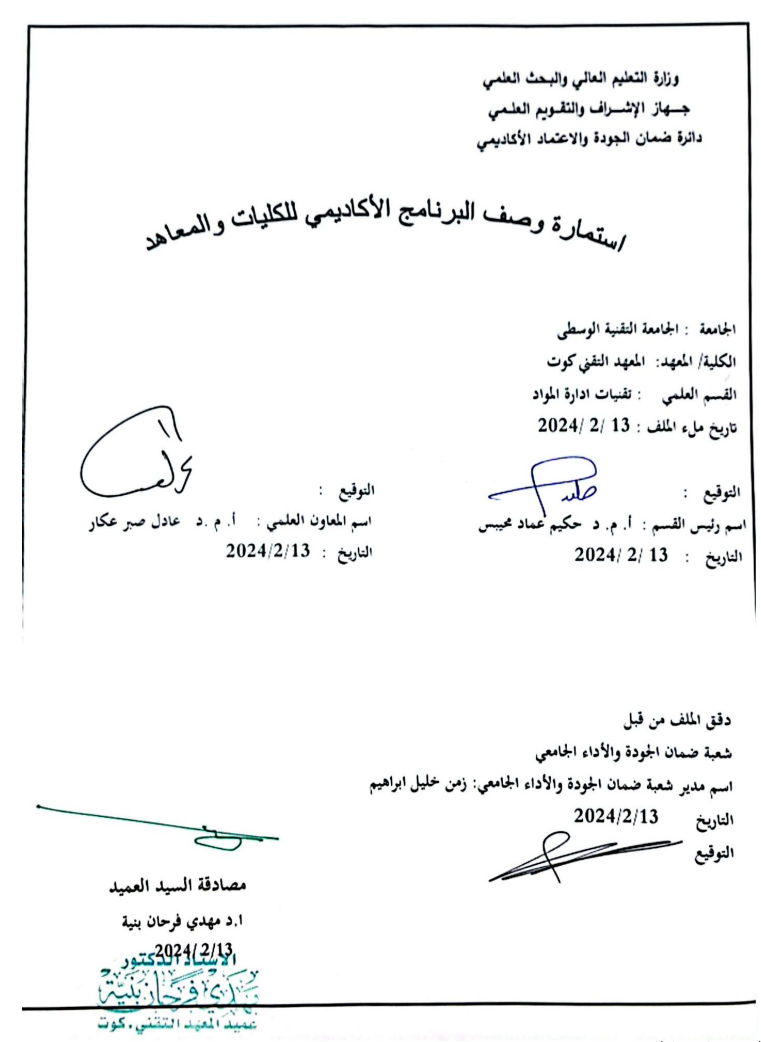 وزارة التعليم العالي والبحث العلمي
جـهاز الإشـراف والتقـويم العلـمي
دائرة ضمان الجودة والاعتماد الأكاديمي
استمارة وصف البرنامج الأكاديمي للكليات والمعاهد
الجامعة : الجامعة التقنية الوسطى
الكلية/ المعهد: المعهد التقني كوت
القسم العلمي : تقنيات ادارة المواد
تاريخ ملء الملف : 13 /2 /2024
التوقيع :
اسم رئيس القسم : أ. م. د حكيم عماد محيبس
التاريخ : 13 /2 /2024
التوقيع :
اسم المعاون العلمي : أ. م .د عادل صبر عكار
التاريخ : 2024/2/13
دقق الملف من قبل
شعبة ضمان الجودة والأداء الجامعي
اسم مدير شعبة ضمان الجودة والأداء الجامعي: زمن خليل ابراهيم
التاريخ 2024/2/13
التوقيع
مصادقة السيد العميد
ا.د مهدي فرحان بنية
2024/2/13
الأستاذ الدكتور
مهدي فرحان بنية
عميد المعهد التقني . كوت